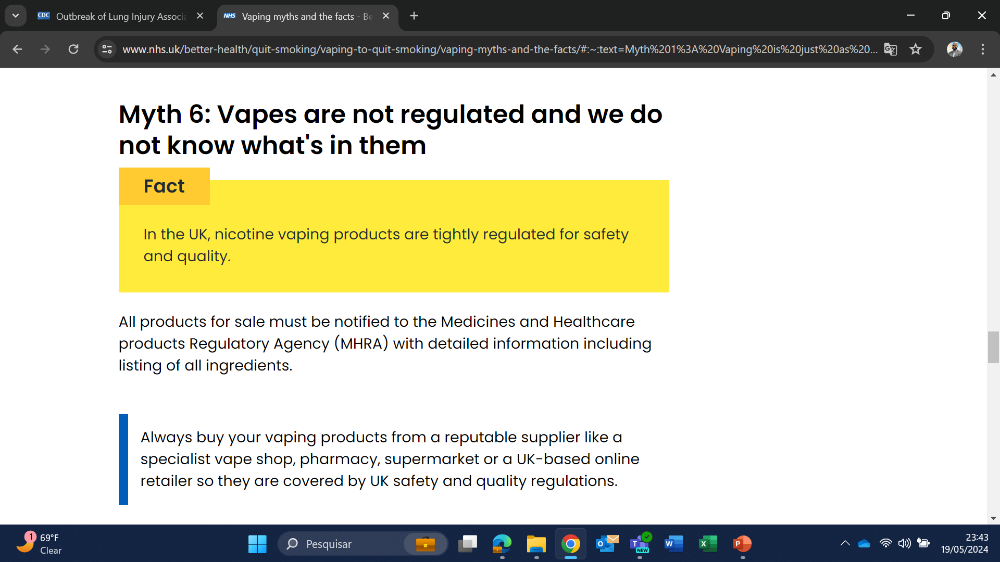 CDC Outbreak of Lung Injury Associa
NHS Vaping myths and the facts - Be
www.nhs.uk/better-health/quit-smoking/vaping-to-quit-smoking/vaping-myths-and-the-facts/#:~:text=Myth%201%3A%20Vaping%20is%20just%20as%20...
Myth 6: Vapes are not regulated and we do
not know what's in them
Fact
In the UK, nicotine vaping products are tightly regulated for safety
and quality.
All products for sale must be notified to the Medicines and Healthcare
products Regulatory Agency (MHRA) with detailed information including
listing of all ingredients.
Always buy your vaping products from a reputable supplier like a
specialist vape shop, pharmacy, supermarket or a UK-based online
retailer so they are covered by UK safety and quality regulations.
1
69°F
Clear
Pesquisar
NEW
23:43
19/05/2024